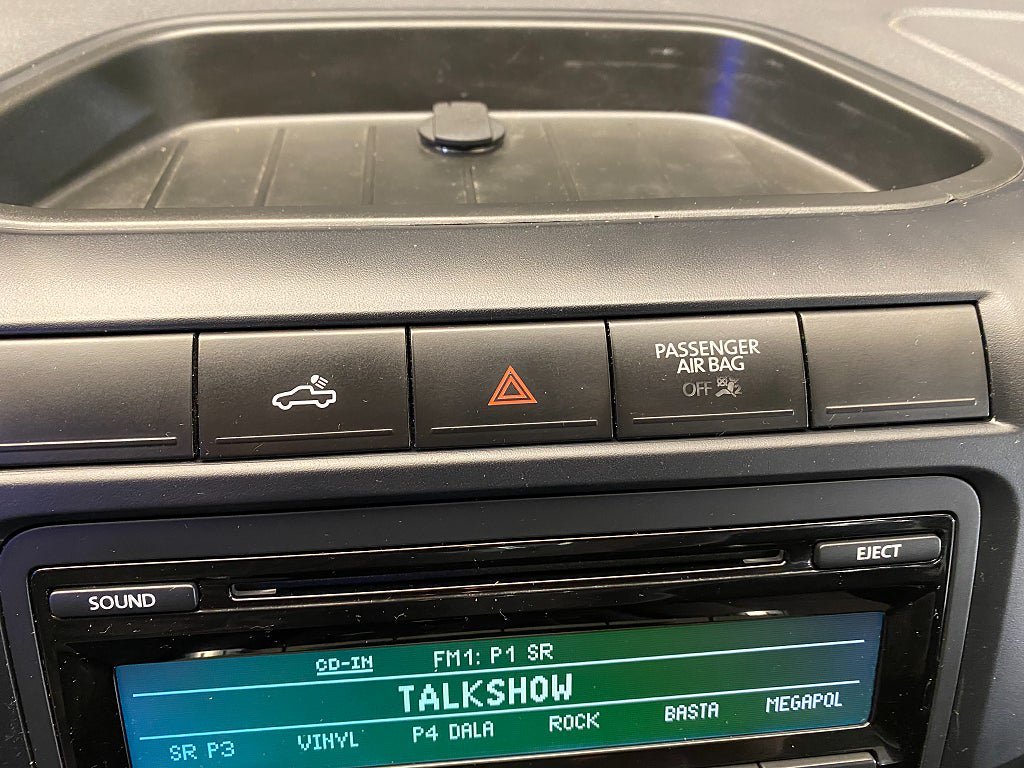 PASSENGER
AIR BAG
OFF
EJECT
SOUND
CD-IN FM1: P1 SR
TALKSHOW
SR P3 VINYL P4 DALA ROCK BASTA MEGAPOL